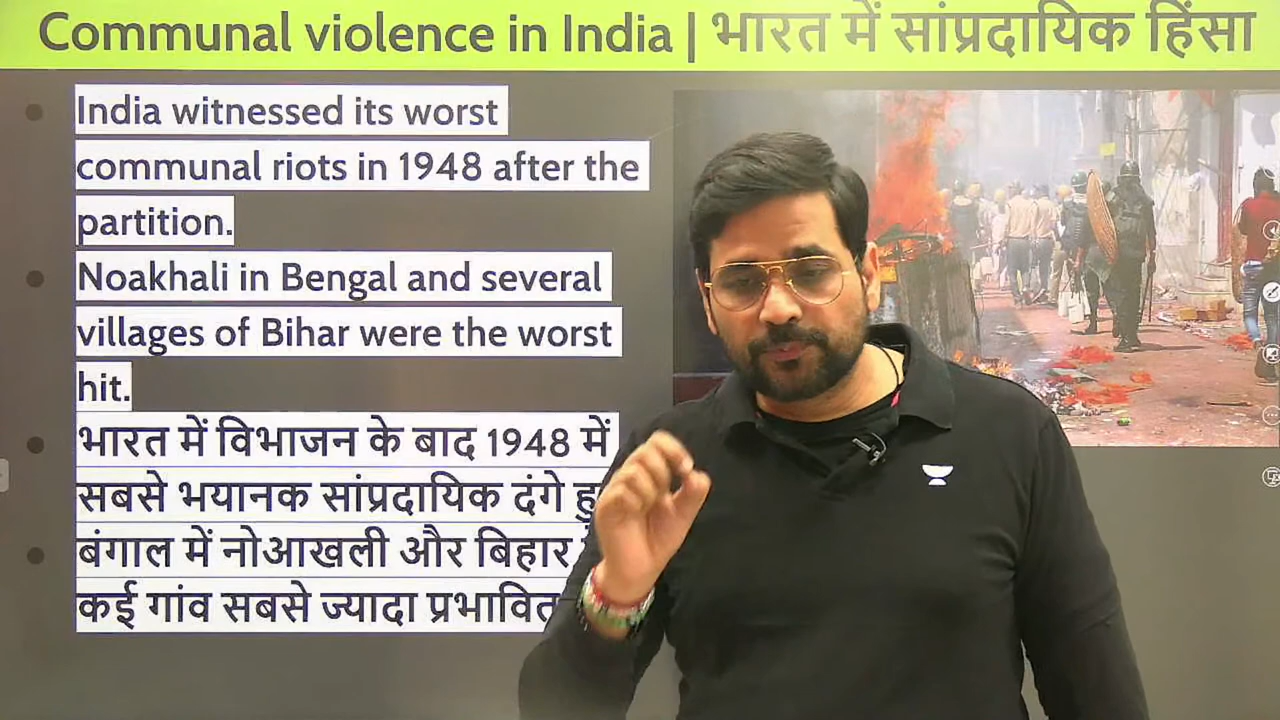 Communal violence in India | भारत में सांप्रदायिक हिंसा
India witnessed its worst
communal riots in 1948 after the
partition.
Noakhali in Bengal and several
villages of Bihar were the worst
hit.
भारत में विभाजन के बाद 1948 में
सबसे भयानक सांप्रदायिक दंगे
बंगाल में नोआखली और बिहार
कई गांव सबसे ज्यादा प्रभावित